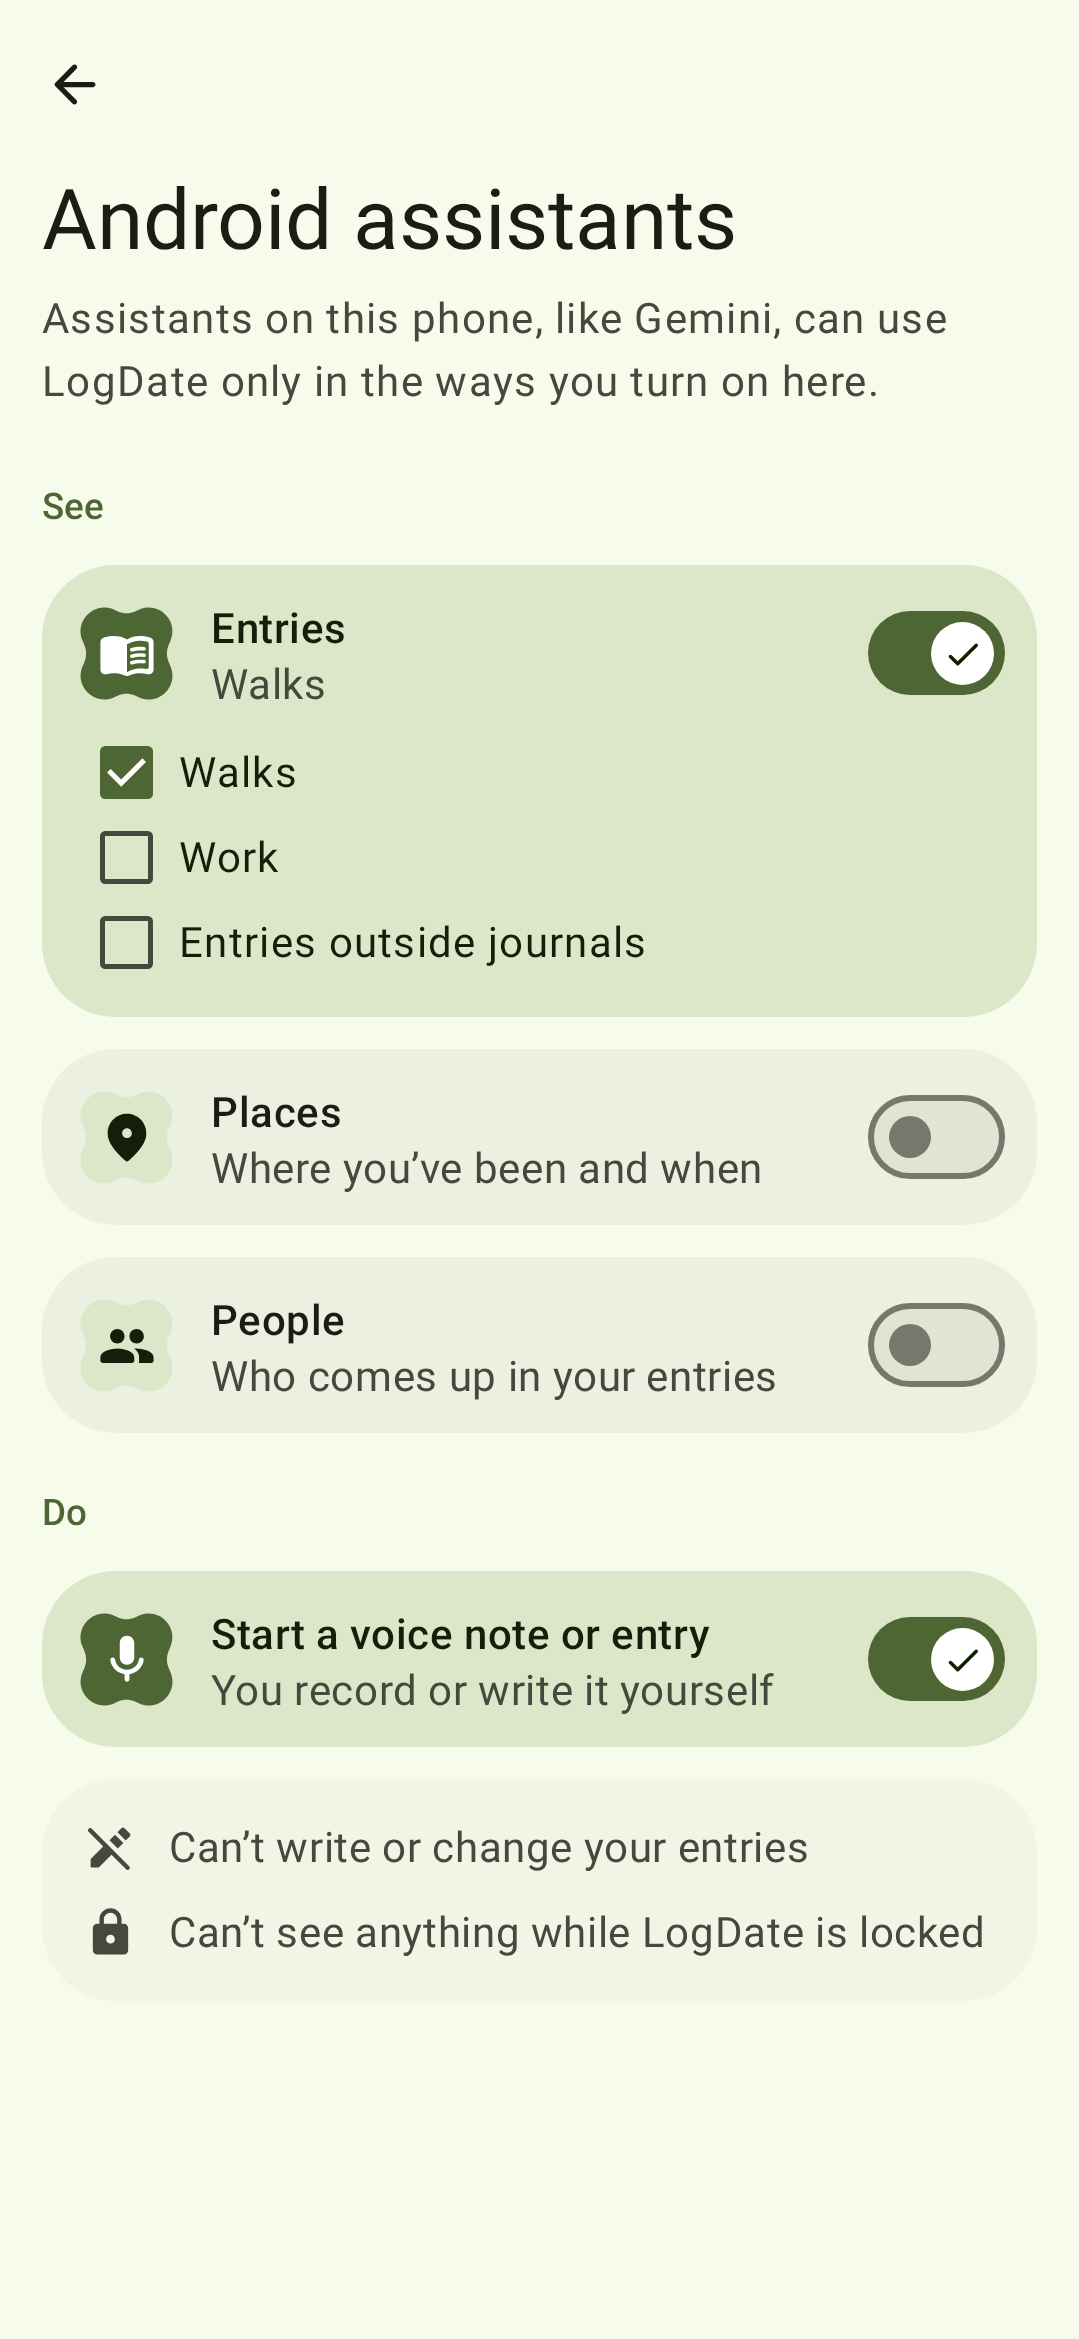 Android assistants
Assistants on this phone, like Gemini, can use
LogDate only in the ways you turn on here.
See
Entries
Walks
Walks
Work
Entries outside journals
Places
Where you’ve been and when
People
Who comes up in your entries
Do
Start a voice note or entry
You record or write it yourself
Can’t write or change your entries
Can’t see anything while LogDate is locked